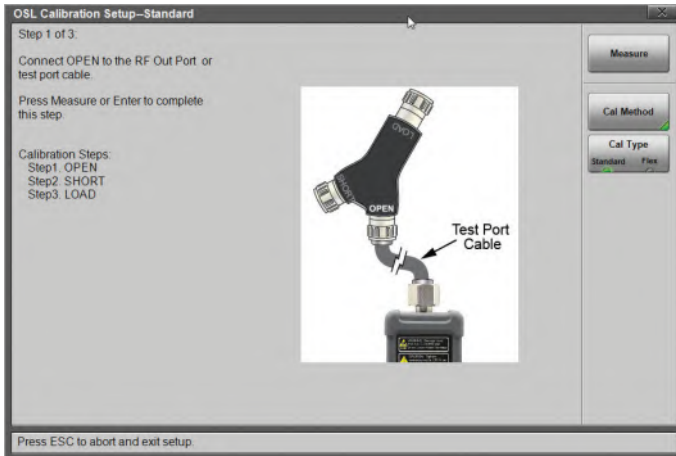 OSL Calibration Setup--Standard
Step 1 of 3:
Connect OPEN to the RF Out Port or
test port cable.
Press Measure or Enter to complete
this step.
Calibration Steps:
Step1. OPEN
Step2. SHORT
Step3. LOAD
LOAD
SHORT
OPEN
Test Port
Cable
Measure
Cal Method
Cal Type
Standard Flex
Press ESC to abort and exit setup.